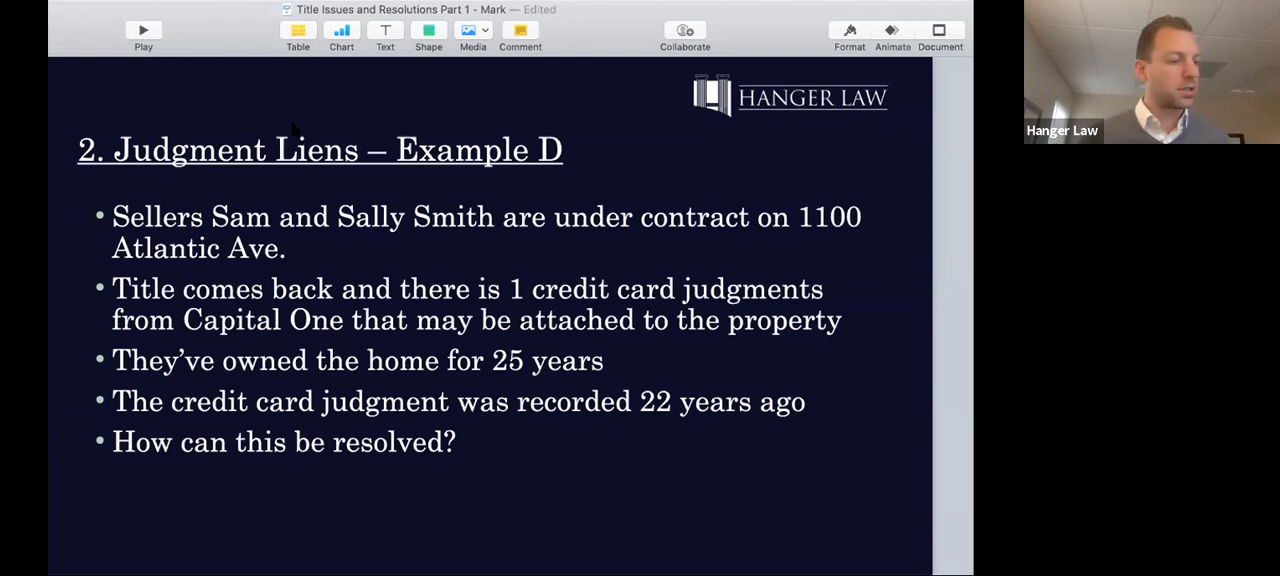 Title Issues and Resolutions Part 1 - Mark — Edited
Play
Table
Chart
Text
Shape
Media
Comment
Collaborate
Format
Animate
Document
HANGER LAW
Hanger Law
2. Judgment Liens – Example D
• Sellers Sam and Sally Smith are under contract on 1100
Atlantic Ave.
• Title comes back and there is 1 credit card judgments
from Capital One that may be attached to the property
• They’ve owned the home for 25 years
• The credit card judgment was recorded 22 years ago
• How can this be resolved?